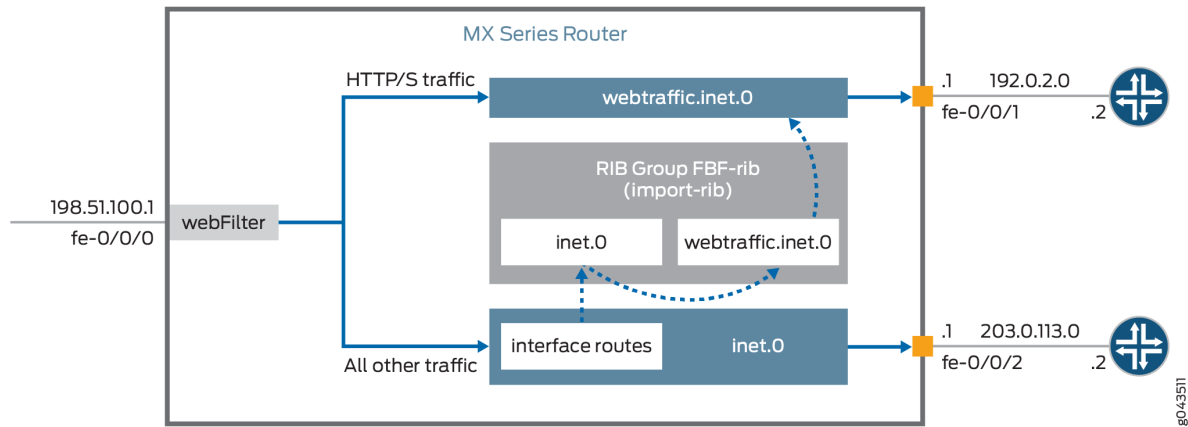 MX Series Router
HTTP/S traffic
webtraffic.inet.0
.1 192.0.2.0
fe-0/0/1 .2
RIB Group FBF-rib
(import-rib)
198.51.100.1
fe-0/0/0
webFilter
inet.0
webtraffic.inet.0
All other traffic
interface routes
inet.0
.1 203.0.113.0
fe-0/0/2 .2
g043511